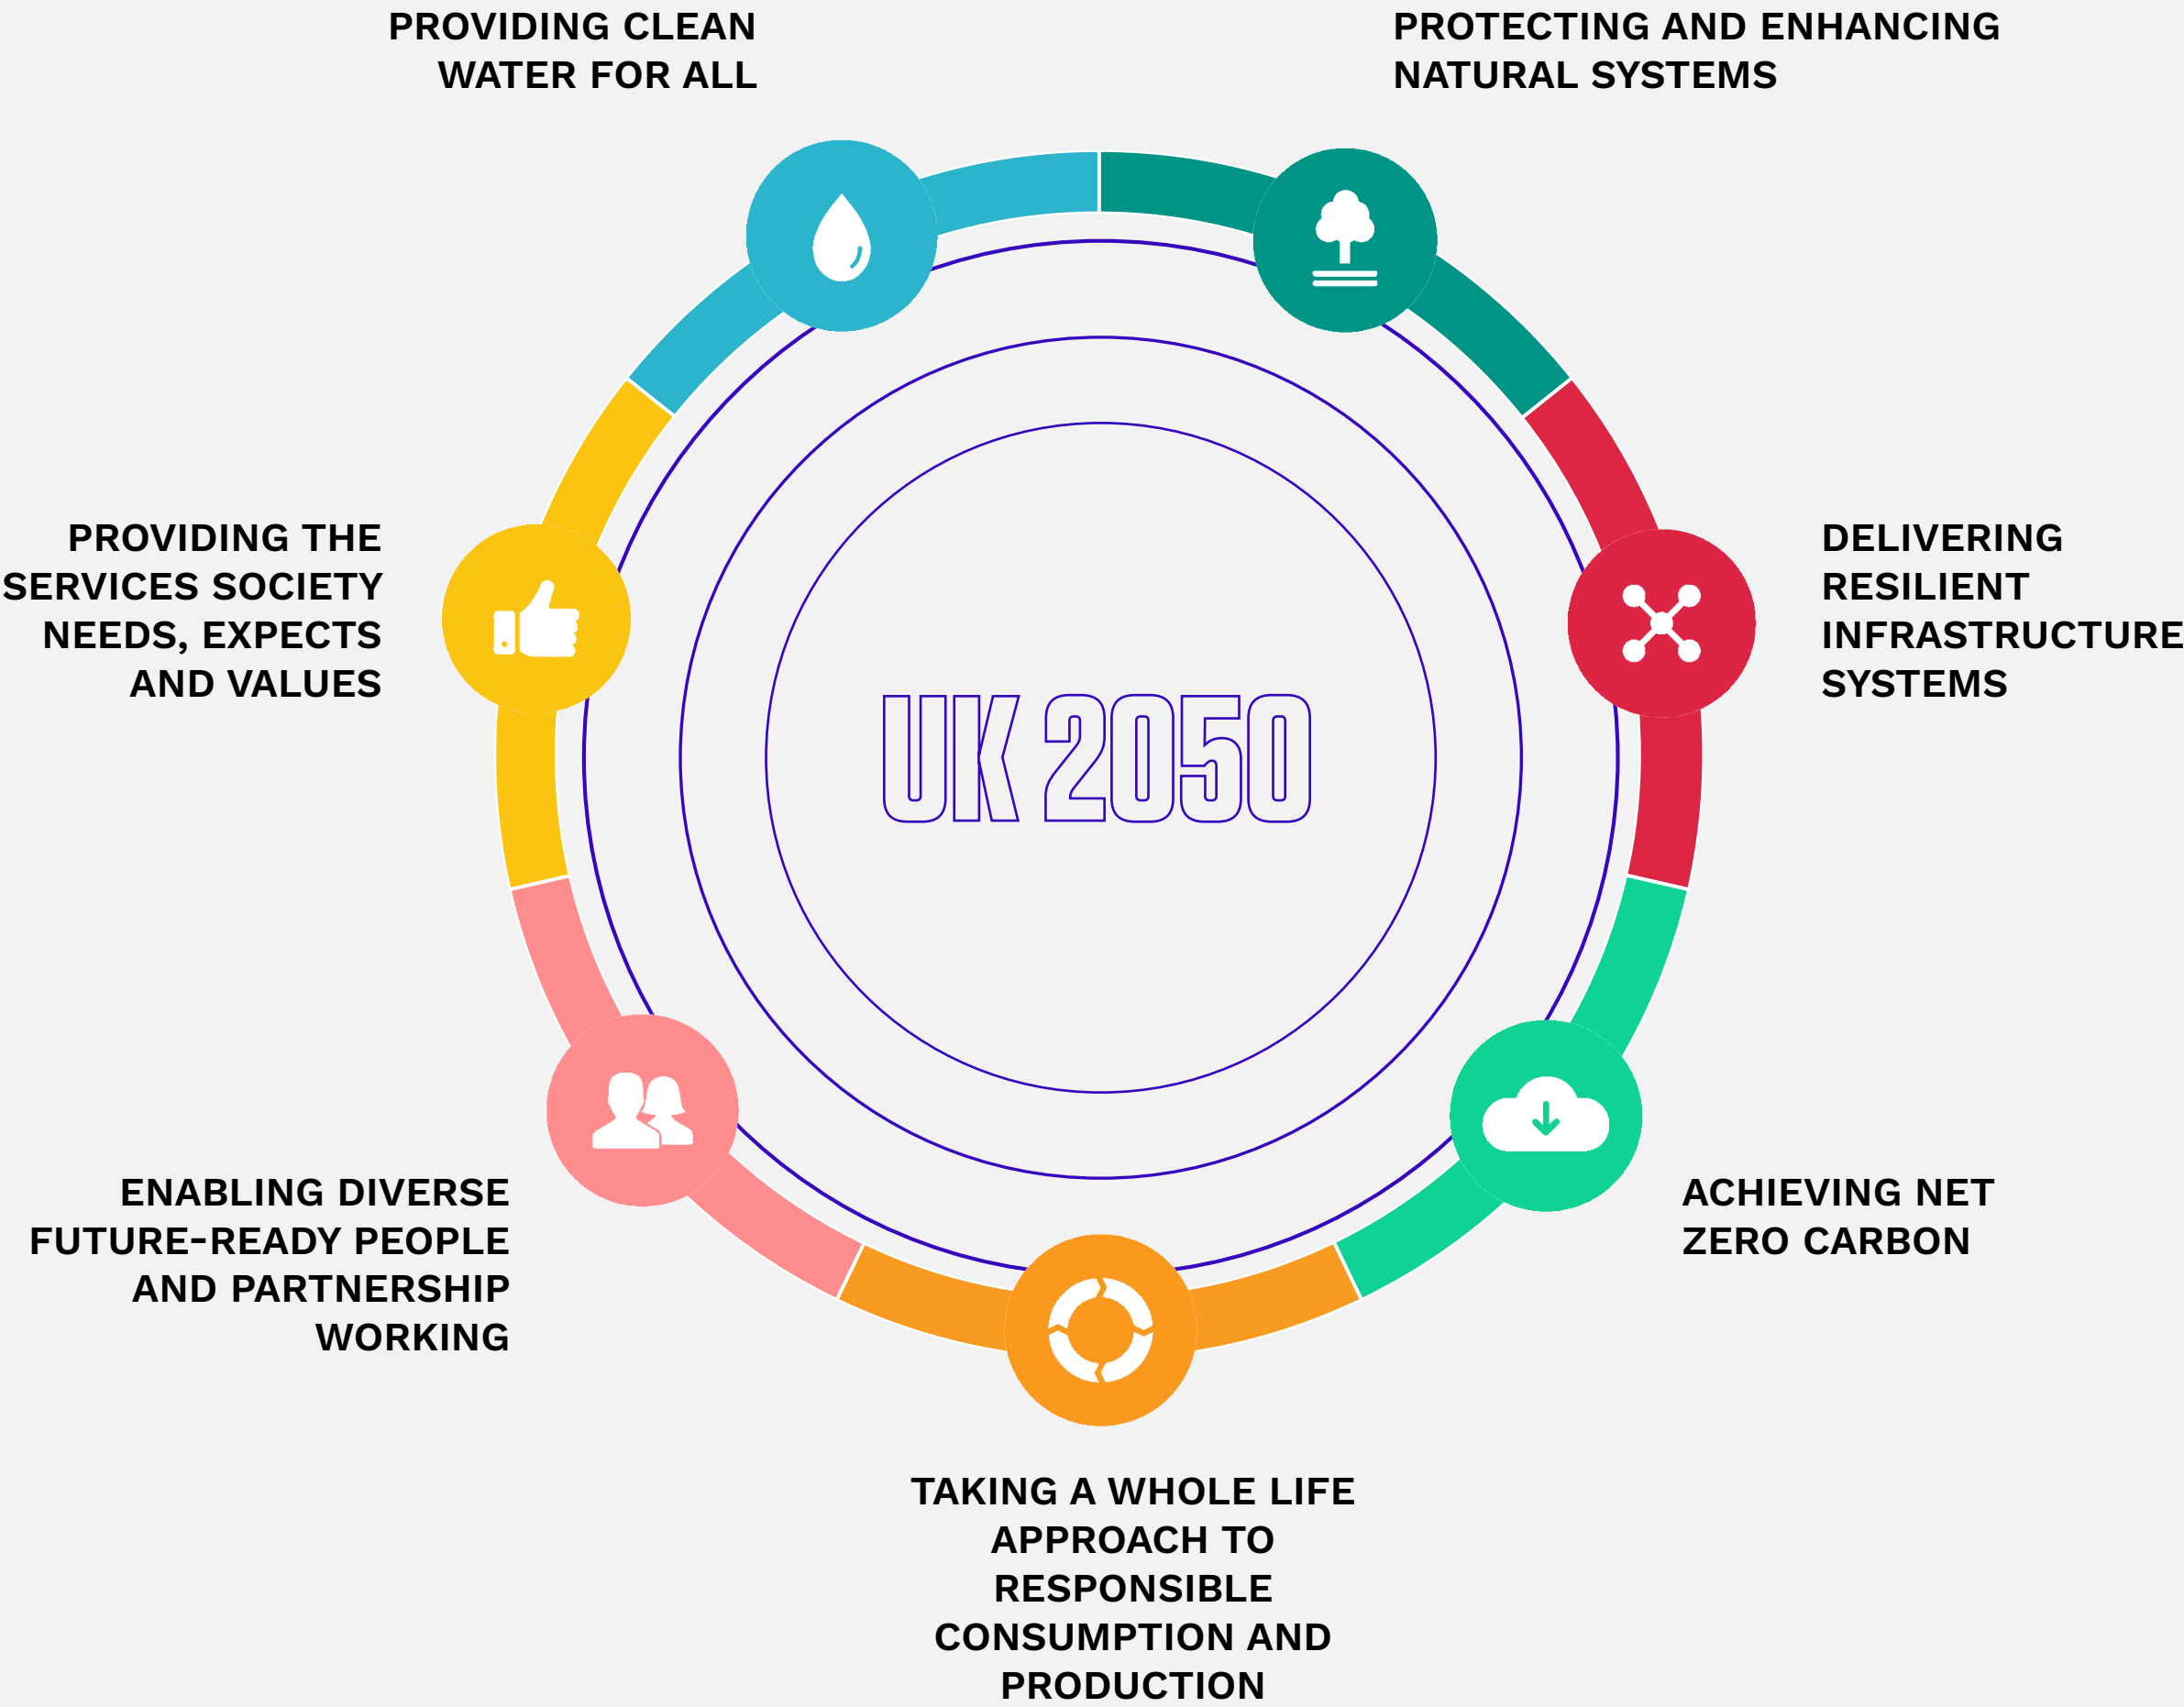 PROVIDING CLEAN
WATER FOR ALL
PROTECTING AND ENHANCING
NATURAL SYSTEMS
PROVIDING THE
SERVICES SOCIETY
NEEDS, EXPECTS
AND VALUES
DELIVERING
RESILIENT
INFRASTRUCTURE
SYSTEMS
UK 2050
ENABLING DIVERSE
FUTURE-READY PEOPLE
AND PARTNERSHIP
WORKING
ACHIEVING NET
ZERO CARBON
TAKING A WHOLE LIFE
APPROACH TO
RESPONSIBLE
CONSUMPTION AND
PRODUCTION